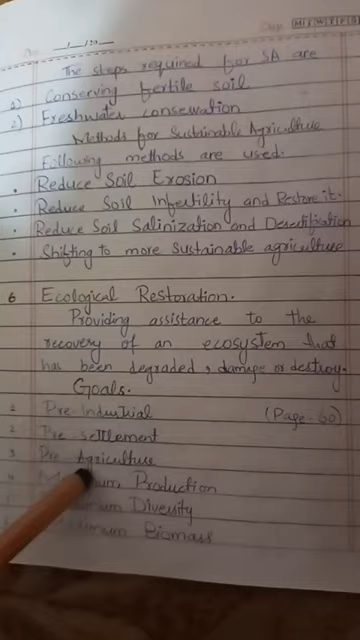 The steps required for SA are
1) Conserving fertile soil
2) Freshwater consewation
Methods for Sustainable Agriculture
Following methods are used.
• Reduce Soil Erosion
• Reduce Soil Infertility and Restore it.
• Reduce Soil Salinization and Desertification
• Shifting to more sustainable agriculture
6 Ecological Restoration.
Providing assistance to the
recovery of an ecosystem that
has been degraded, damage or destroy.
Goals.
1 Pre Industrial (Page-60)
2 Pre settlement
3 Pre Agriculture
4 Production
Diversity
Biomass